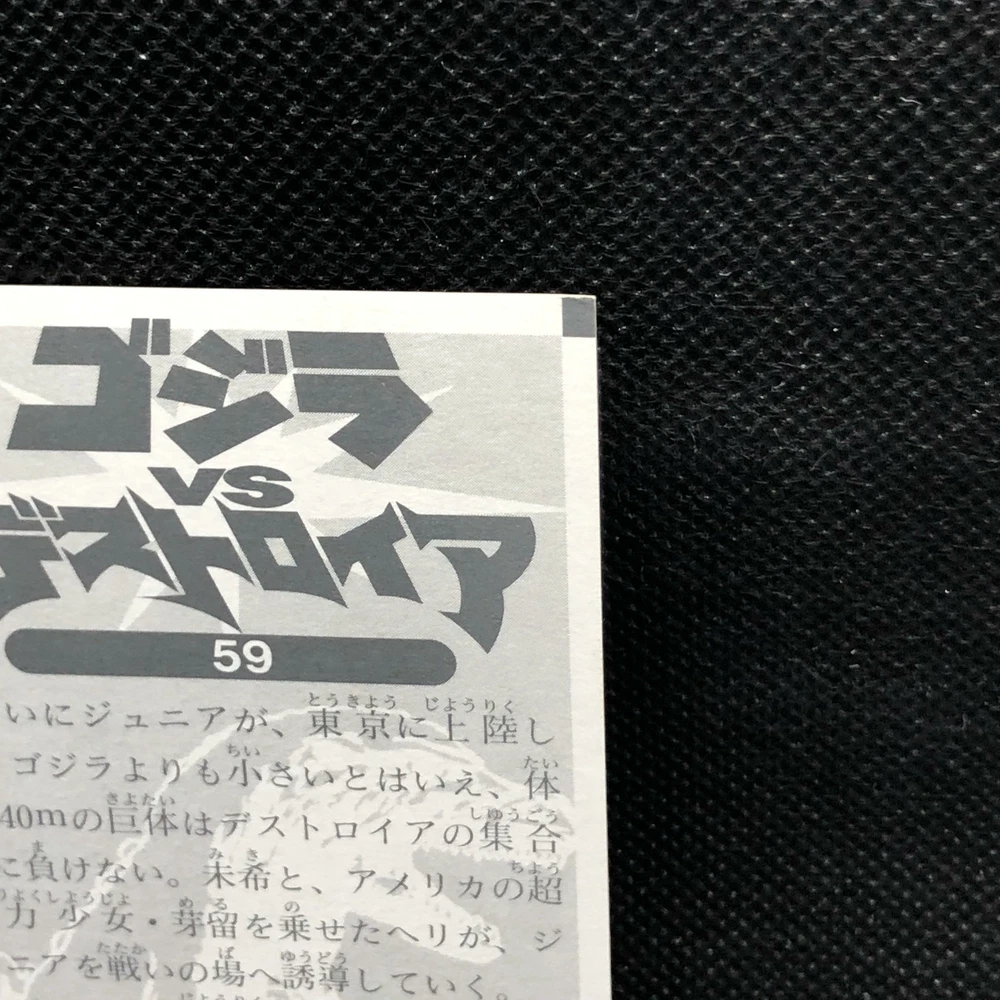 ゴジラ
VS
デストロイア
59
いにジュニアが、東京に上陸し
ゴジラよりも小さいとはいえ、体
40mの巨体はデストロイアの集合
に負けない。未希と、アメリカの超
力少女・芽留を乗せたヘリが、ジ
ニアを戦いの場へ誘導していく。